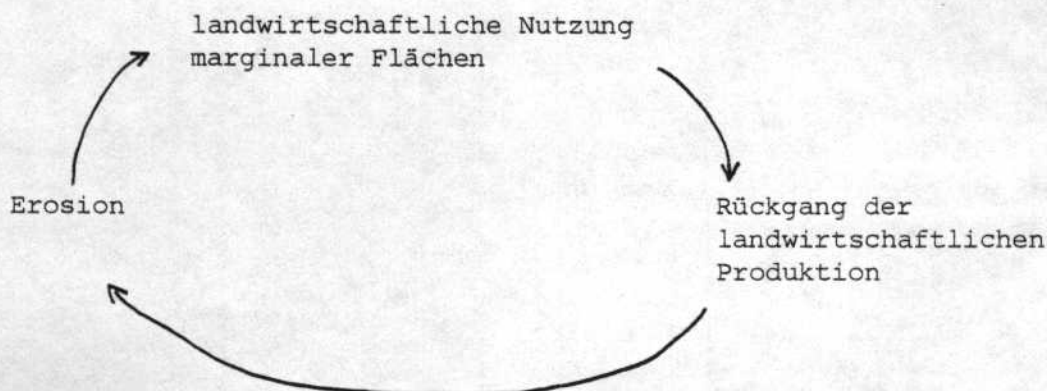 landwirtschaftliche Nutzung
marginaler Flächen
Erosion
Rückgang der
landwirtschaftlichen
Produktion